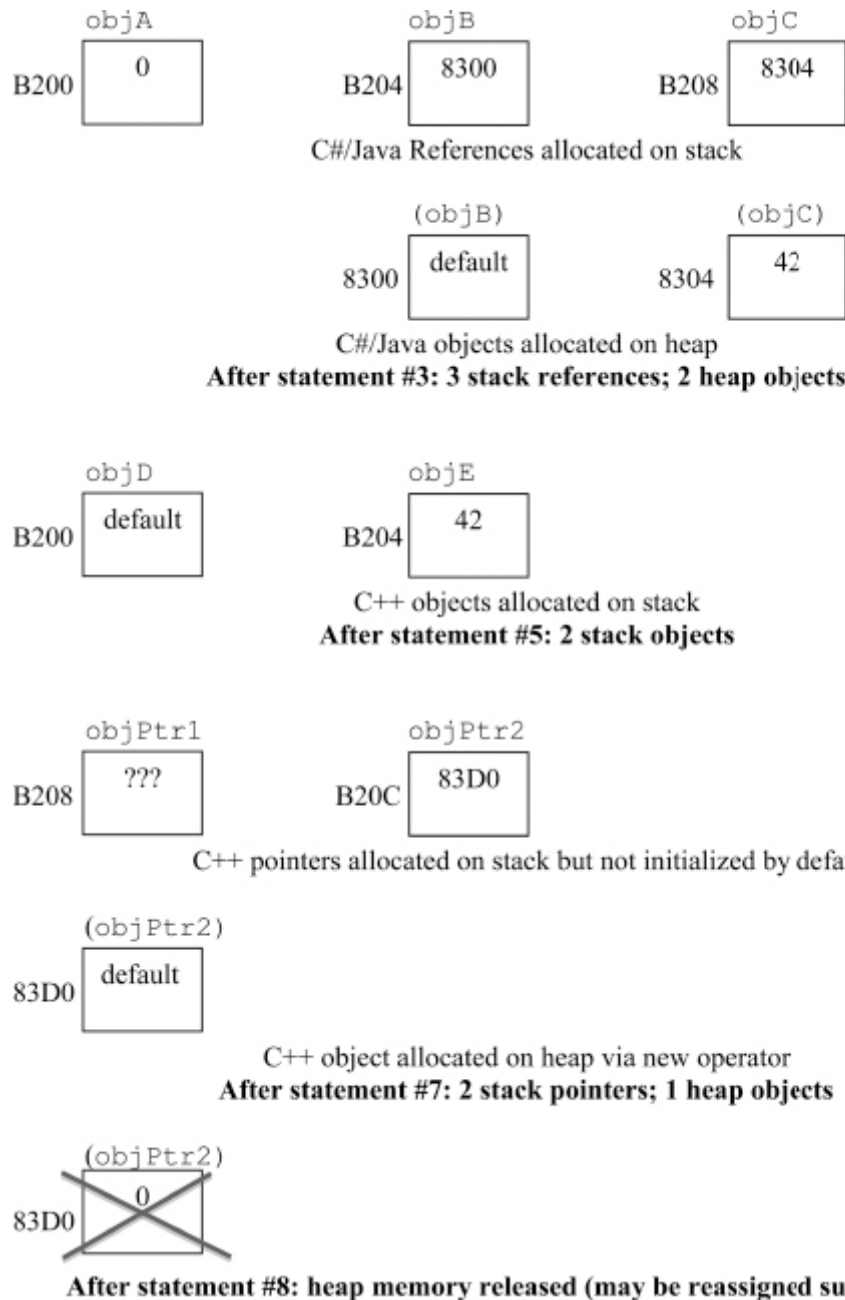 objA objB objC
0 8300 8304
B200 B204 B208
C#/Java References allocated on stack
(objB) (objC)
default 42
8300 8304
C#/Java objects allocated on heap
After statement #3: 3 stack references; 2 heap objects
objD objE
default 42
B200 B204
C++ objects allocated on stack
After statement #5: 2 stack objects
objPtr1 objPtr2
??? 83D0
B208 B20C
C++ pointers allocated on stack but not initialized by defa
(objPtr2)
default
83D0
C++ object allocated on heap via new operator
After statement #7: 2 stack pointers; 1 heap objects
(objPtr2)
0
83D0
After statement #8: heap memory released (may be reassigned su